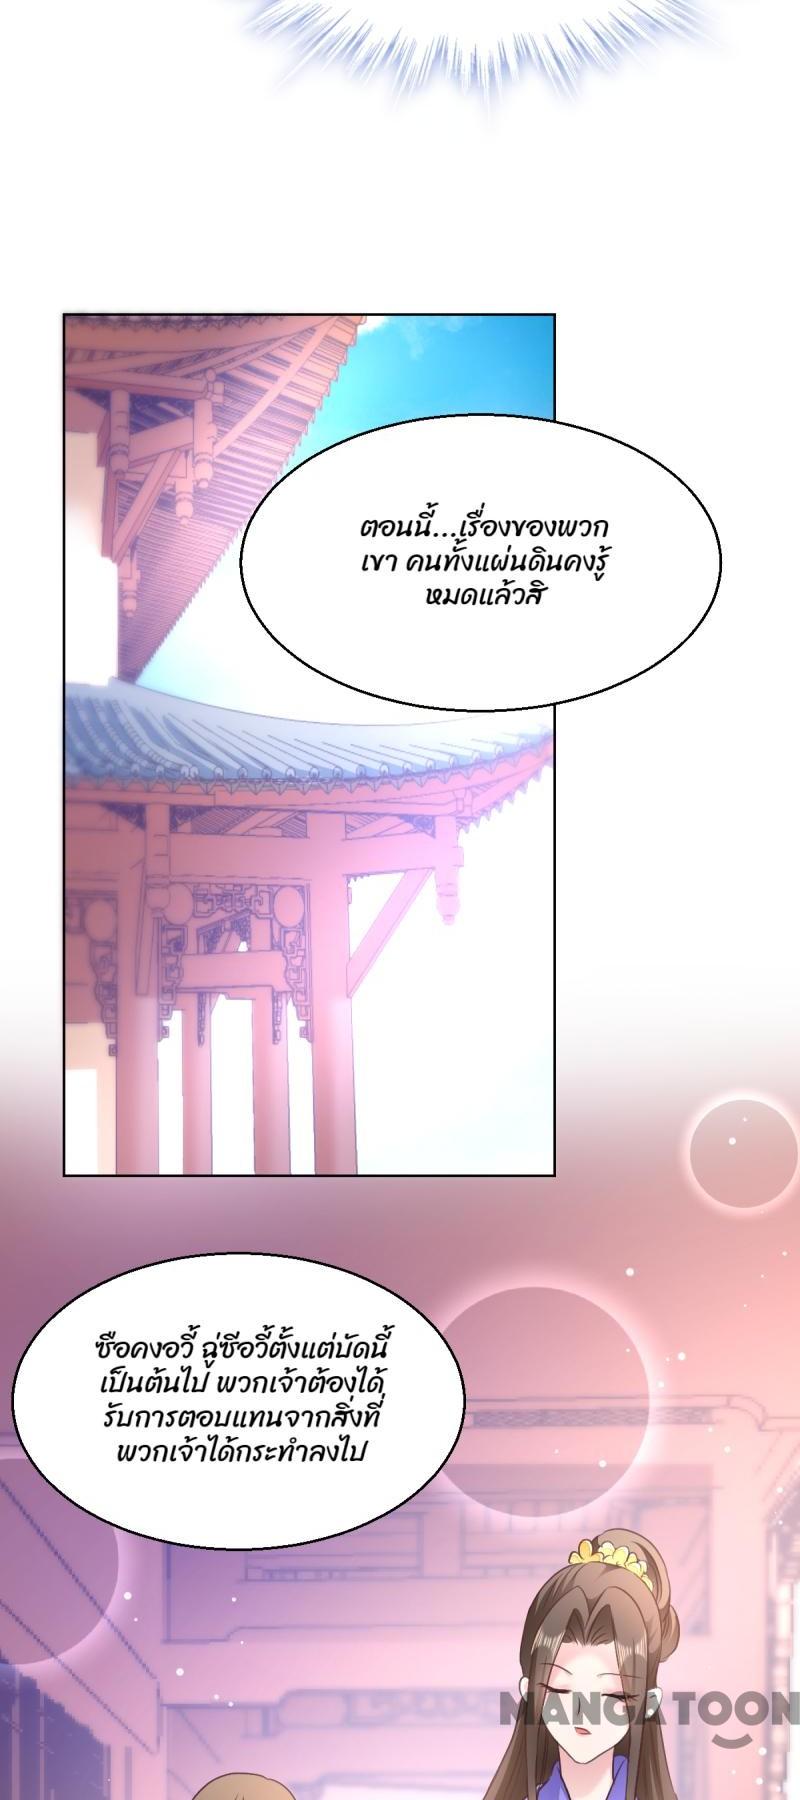 ตอนนี้...เรื่องของพวก
เขา คนทั้งแผ่นดินคงรู้
หมดแล้วสิ
ซือคงอวี้ ฉู่ซีอวี้ตั้งแต่บัดนี้
เป็นต้นไป พวกเจ้าต้องได้
รับการตอบแทนจากสิ่งที่
พวกเจ้าได้กระทำลงไป
MANGATOON